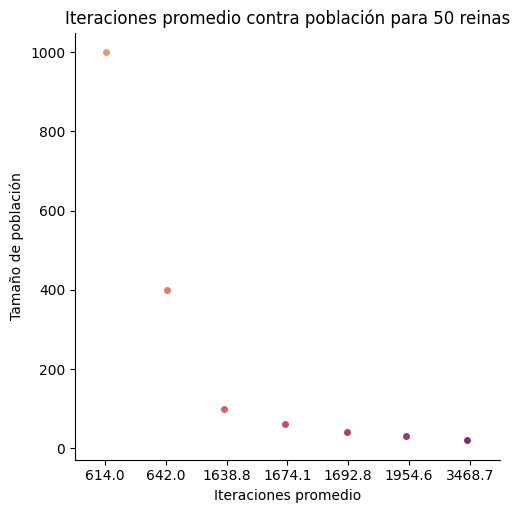 Iteraciones promedio contra población para 50 reinas
Tamaño de población
1000
800
600
400
200
0
614.0 642.0 1638.8 1674.1 1692.8 1954.6 3468.7
Iteraciones promedio